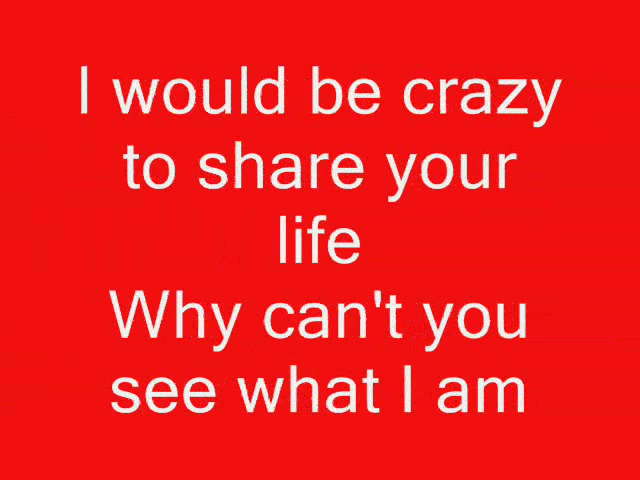 I would be crazy
to share your
life
Why can't you
see what I am